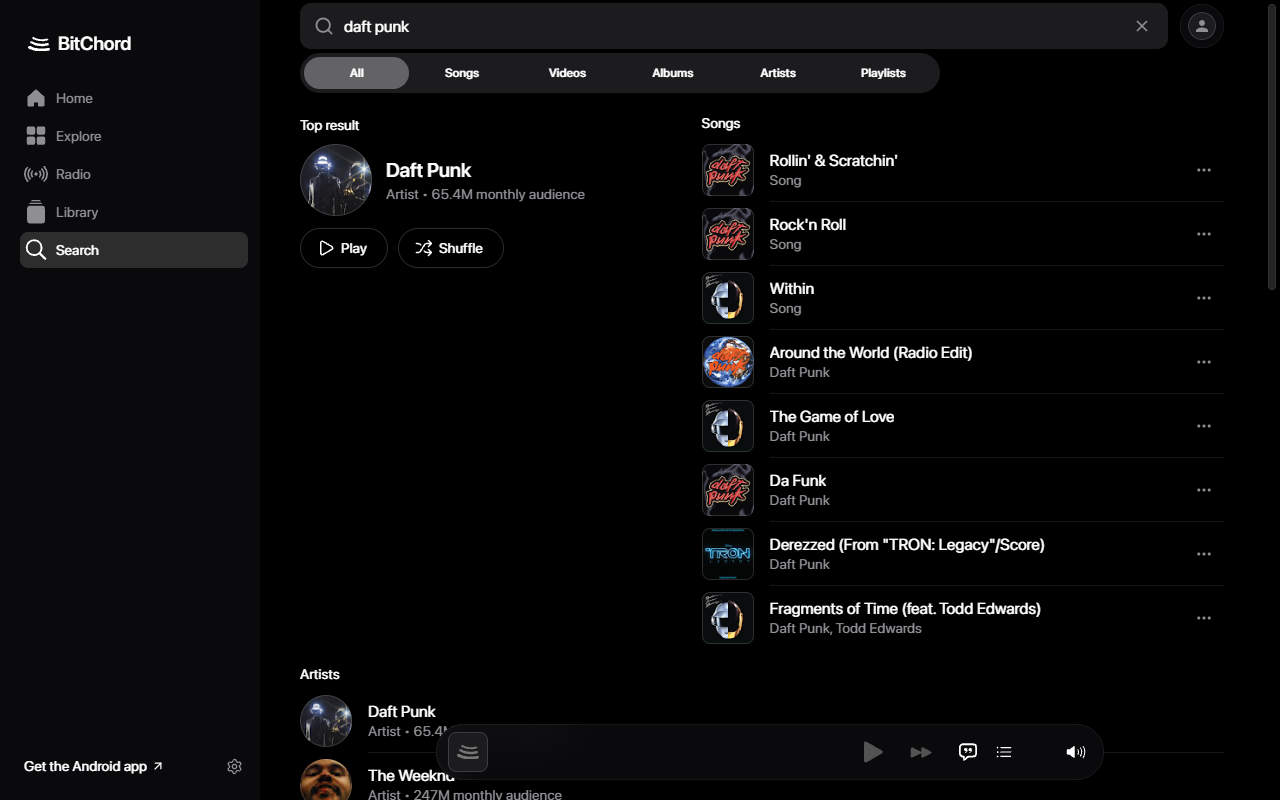 BitChord
Home
Explore
Radio
Library
Search
Get the Android app
daft punk
All
Songs
Videos
Albums
Artists
Playlists
Top result
Daft Punk
Artist • 65.4M monthly audience
Play
Shuffle
Songs
Rollin' & Scratchin'
Song
Rock'n Roll
Song
Within
Song
Around the World (Radio Edit)
Daft Punk
The Game of Love
Daft Punk
Da Funk
Daft Punk
Derezzed (From "TRON: Legacy"/Score)
Daft Punk
Fragments of Time (feat. Todd Edwards)
Daft Punk, Todd Edwards
Artists
Daft Punk
Artist • 65.4M
The Weeknd
Artist • 247M monthly audience